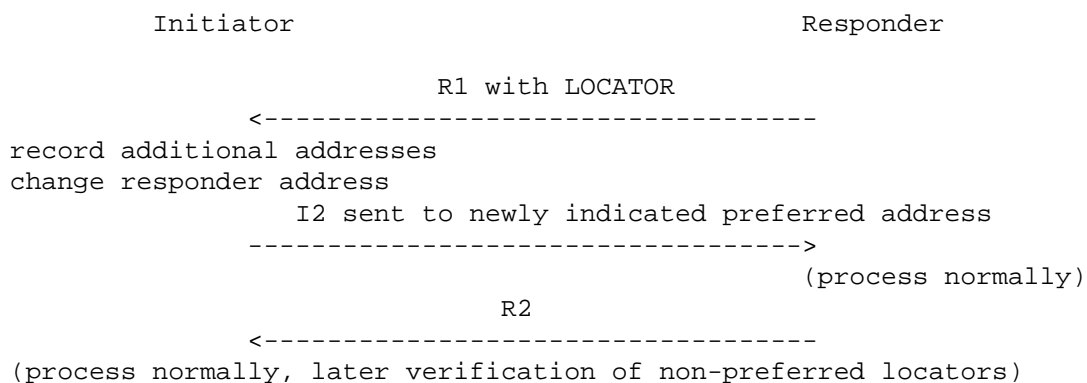 Initiator                                Responder
R1 with LOCATOR
<-----------------------------------
record additional addresses
change responder address
I2 sent to newly indicated preferred address
----------------------------------->
(process normally)
R2
<-----------------------------------
(process normally, later verification of non-preferred locators)